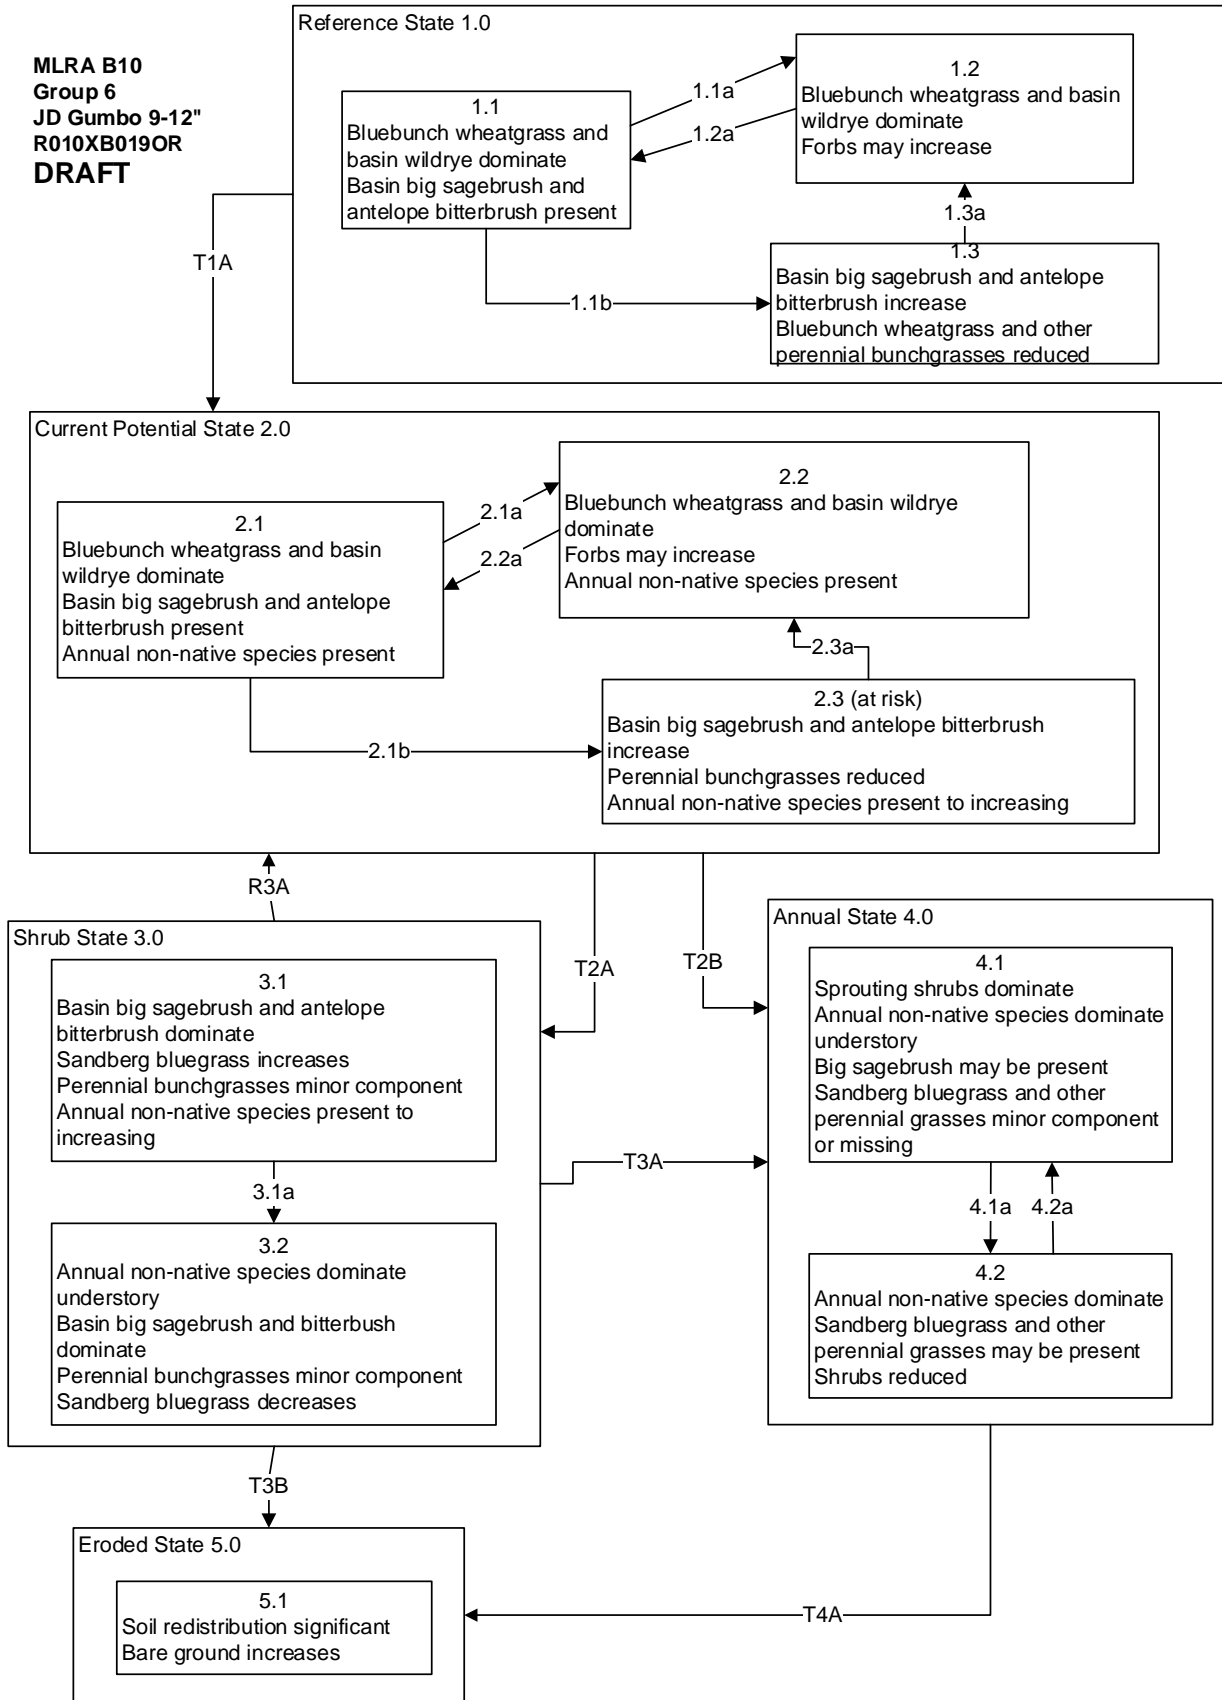 MLRA B10
Group 6
JD Gumbo 9-12"
R010XB019OR
DRAFT
Reference State 1.0
1.1
Bluebunch wheatgrass and
basin wildrye dominate
Basin big sagebrush and
antelope bitterbrush present
1.1a
1.2a
1.2
Bluebunch wheatgrass and basin
wildrye dominate
Forbs may increase
1.3a
1.1b
1.3
Basin big sagebrush and antelope
bitterbrush increase
Bluebunch wheatgrass and other
perennial bunchgrasses reduced
T1A
Current Potential State 2.0
2.1
Bluebunch wheatgrass and basin
wildrye dominate
Basin big sagebrush and antelope
bitterbrush present
Annual non-native species present
2.1a
2.2a
2.2
Bluebunch wheatgrass and basin wildrye
dominate
Forbs may increase
Annual non-native species present
2.3a
2.1b
2.3 (at risk)
Basin big sagebrush and antelope bitterbrush
increase
Perennial bunchgrasses reduced
Annual non-native species present to increasing
R3A
T2A
T2B
Shrub State 3.0
3.1
Basin big sagebrush and antelope
bitterbrush dominate
Sandberg bluegrass increases
Perennial bunchgrasses minor component
Annual non-native species present to
increasing
3.1a
3.2
Annual non-native species dominate
understory
Basin big sagebrush and bitterbush
dominate
Perennial bunchgrasses minor component
Sandberg bluegrass decreases
T3A
Annual State 4.0
4.1
Sprouting shrubs dominate
Annual non-native species dominate
understory
Big sagebrush may be present
Sandberg bluegrass and other
perennial grasses minor component
or missing
4.1a
4.2a
4.2
Annual non-native species dominate
Sandberg bluegrass and other
perennial grasses may be present
Shrubs reduced
T3B
T4A
Eroded State 5.0
5.1
Soil redistribution significant
Bare ground increases